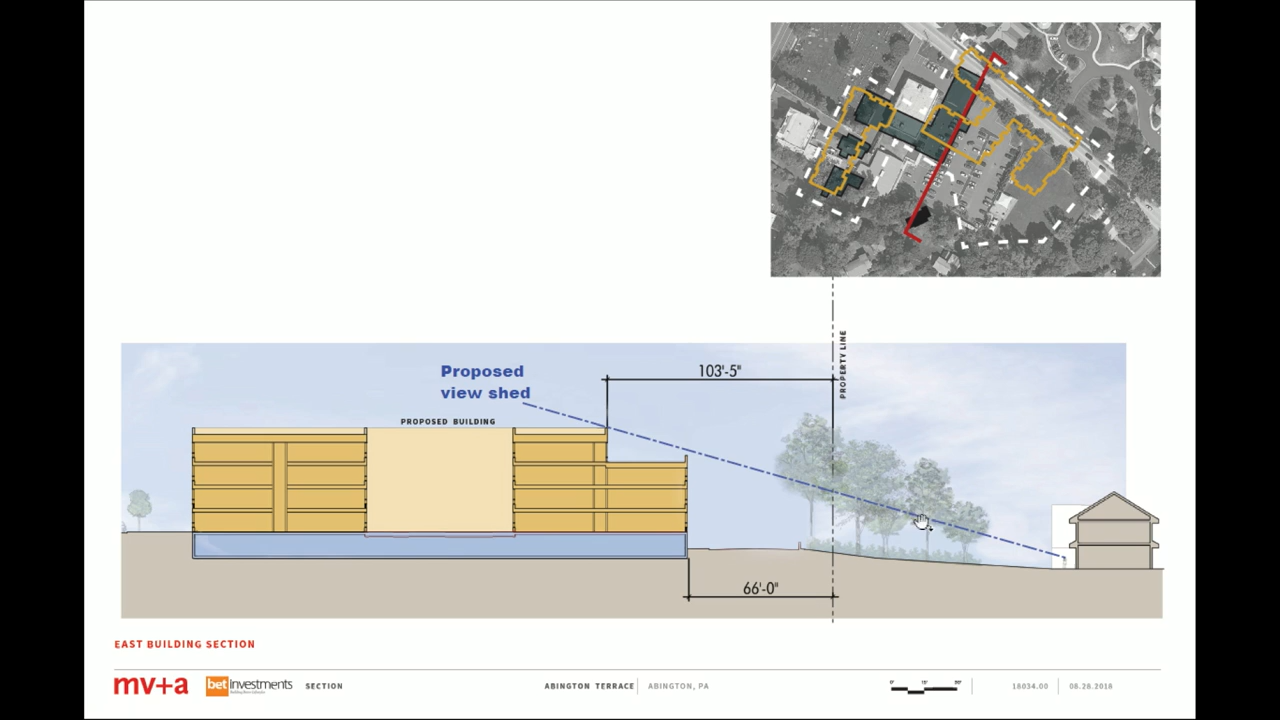 PROPERTY LINE
Proposed
view shed
103'-5"
PROPOSED BUILDING
66'-0"
EAST BUILDING SECTION
mv+a
bet investments
SECTION
ABINGTON TERRACE
ABINGTON, PA
0'
18034.00
08.28.2018